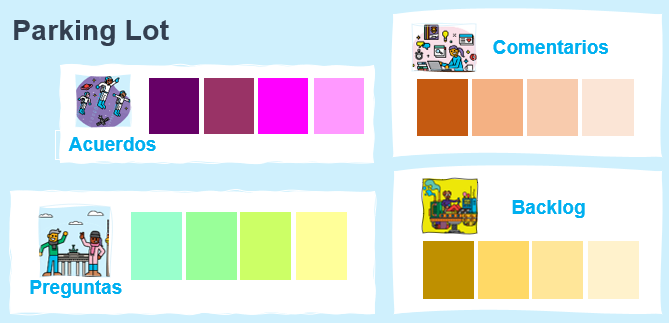 Parking Lot
Acuerdos
Comentarios
Preguntas
Backlog